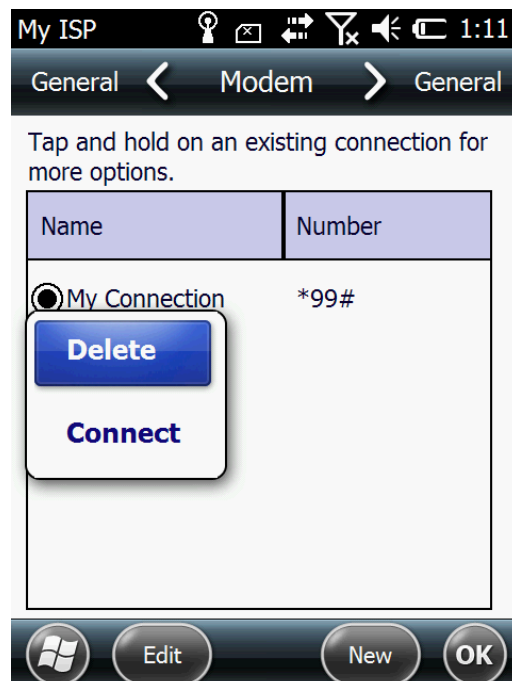 My ISP 1:11
General Modem General
Tap and hold on an existing connection for
more options.
Name Number
My Connection *99#
Delete
Connect
Edit New OK